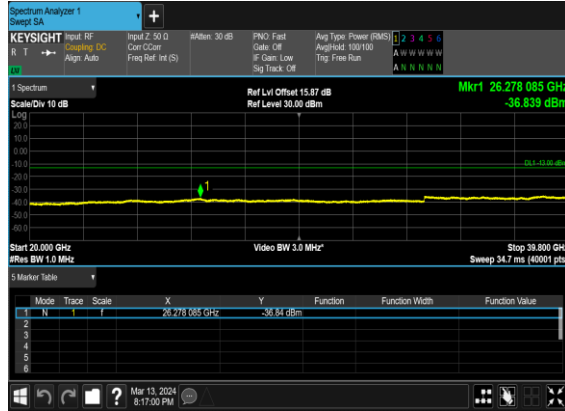 Spectrum Analyzer 1
Swept SA
KEYSIGHT Input: RF Input Z: 50 Ω #Atten: 30 dB PNO: Fast Avg Type: Power (RMS) 1 2 3 4 5 6
R T Coupling: DC Corr CCorr Gate: Off Avg|Hold: 100/100 A W W W W W
Align: Auto Freq Ref: Int (S) IF Gain: Low Trig: Free Run
Sig Track: Off A N N N N N
1 Spectrum Ref Lvl Offset 15.87 dB Mkr1 26.278 085 GHz
Scale/Div 10 dB Ref Level 30.00 dBm -36.839 dBm
Log
20.0
10.0
0.00
-10.0 DL1 -13.00 dBm
-20.0
-30.0 1
-40.0
-50.0
-60.0
Start 20.000 GHz Video BW 3.0 MHz* Stop 39.800 GHz
#Res BW 1.0 MHz Sweep 34.7 ms (40001 pts)
5 Marker Table
Mode Trace Scale X Y Function Function Width Function Value
1 N 1 f 26.278 085 GHz -36.84 dBm
2
3
4
5
6
Mar 13, 2024
8:17:00 PM